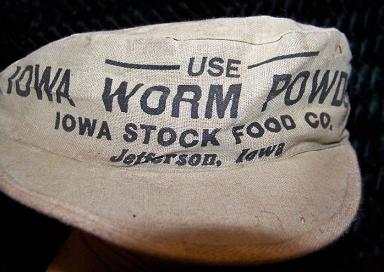 USE
IOWA WORM POWD
IOWA STOCK FOOD CO.
Jefferson, Iowa